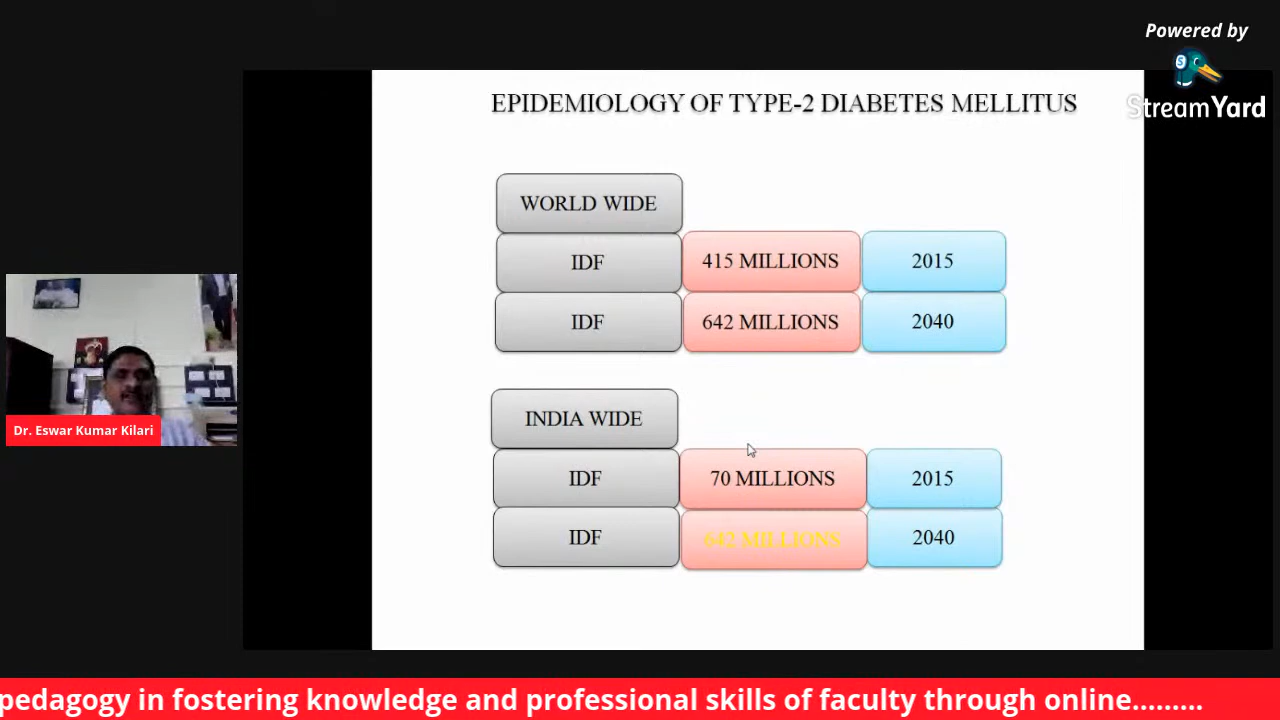 Powered by
StreamYard
EPIDEMIOLOGY OF TYPE-2 DIABETES MELLITUS
WORLD WIDE
IDF 415 MILLIONS 2015
IDF 642 MILLIONS 2040
INDIA WIDE
IDF 70 MILLIONS 2015
IDF 642 MILLIONS 2040
Dr. Eswar Kumar Kilari
pedagogy in fostering knowledge and professional skills of faculty through online.........